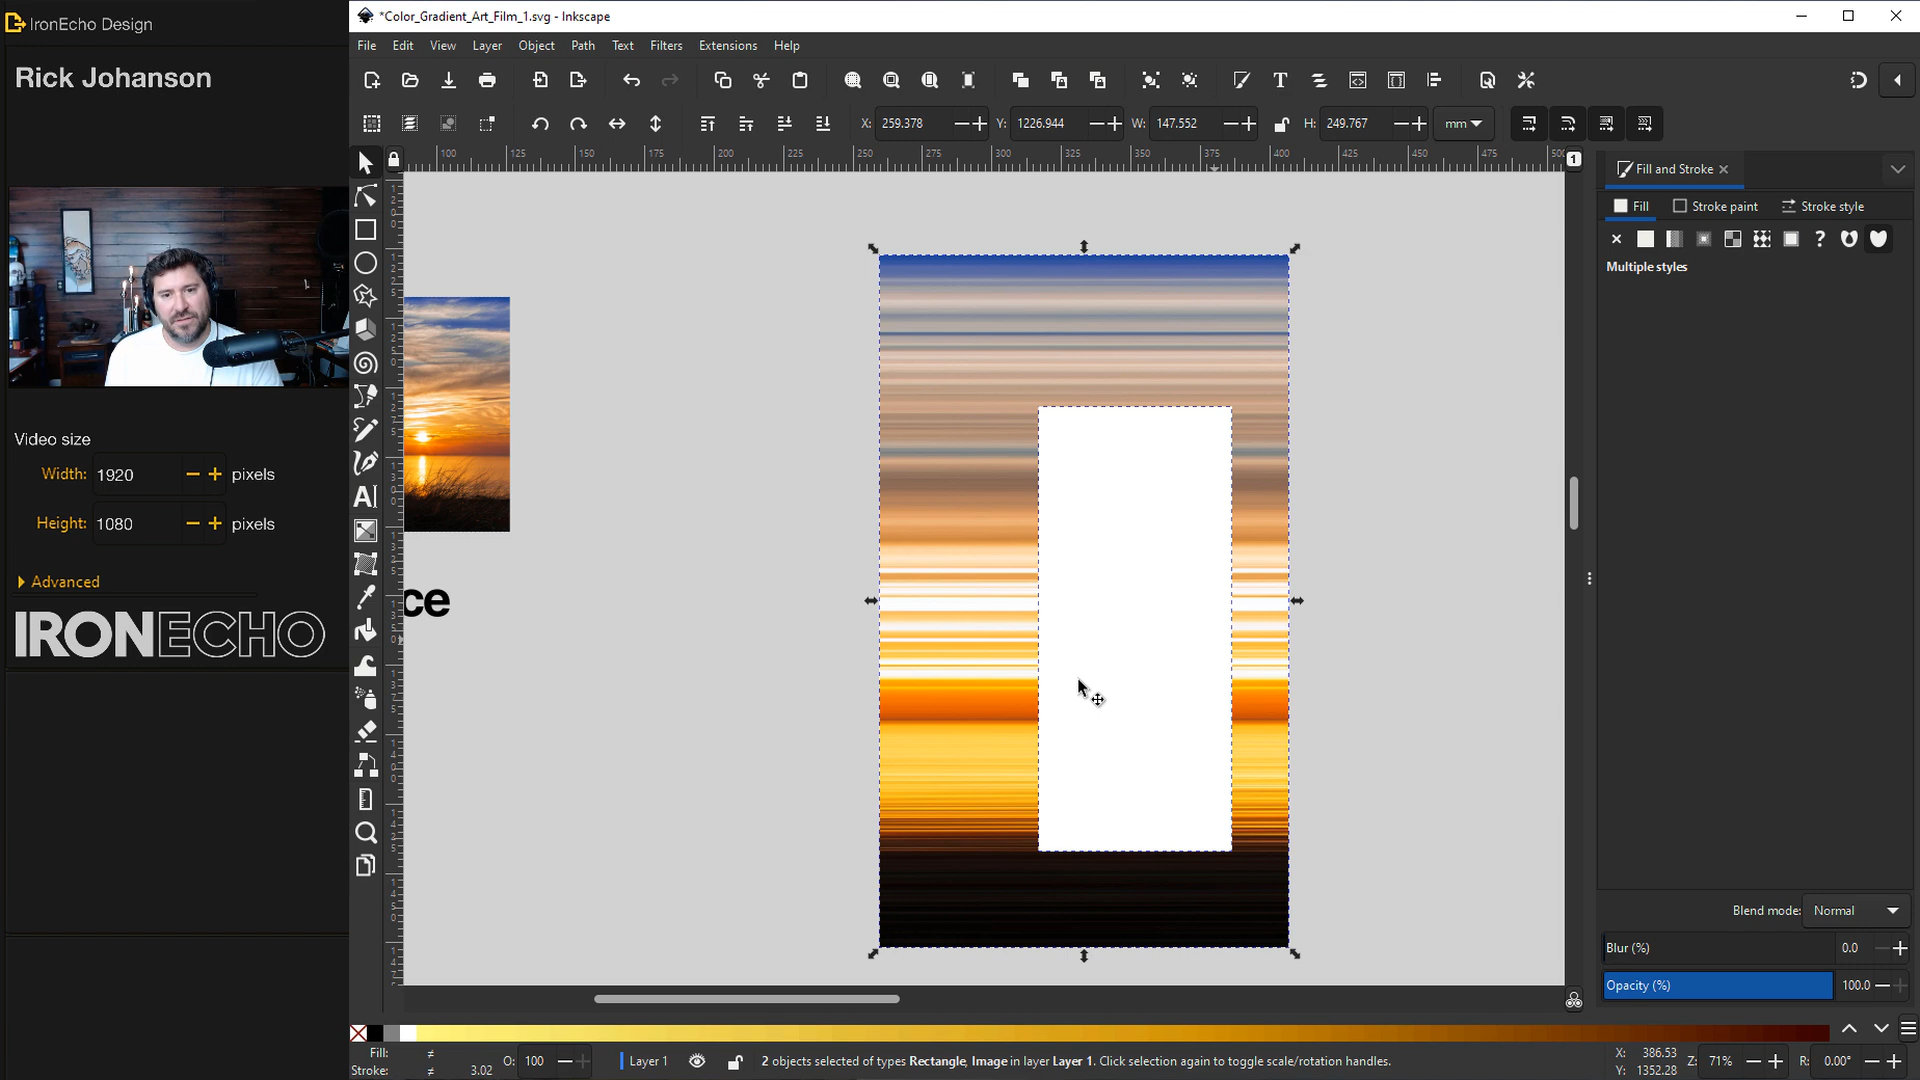 IronEcho Design
Rick Johanson
Video size
Width: 1920 pixels
Height: 1080 pixels
Advanced
IRONECHO
*Color_Gradient_Art_Film_1.svg - Inkscape
File Edit View Layer Object Path Text Filters Extensions Help
X: 259.378 Y: 1226.944 W: 147.552 H: 249.767 mm
100 125 150 175 200 225 250 275 300 325 350 375 400 425 450 475 500
1
ce
Fill and Stroke
Fill Stroke paint Stroke style
Multiple styles
Blend mode: Normal
Blur (%) 0.0
Opacity (%) 100.0
Fill:
Stroke: 3.02
O: 100
Layer 1
2 objects selected of types Rectangle, Image in layer Layer 1. Click selection again to toggle scale/rotation handles.
X: 386.53
Y: 1352.28
Z: 71%
R: 0.00°